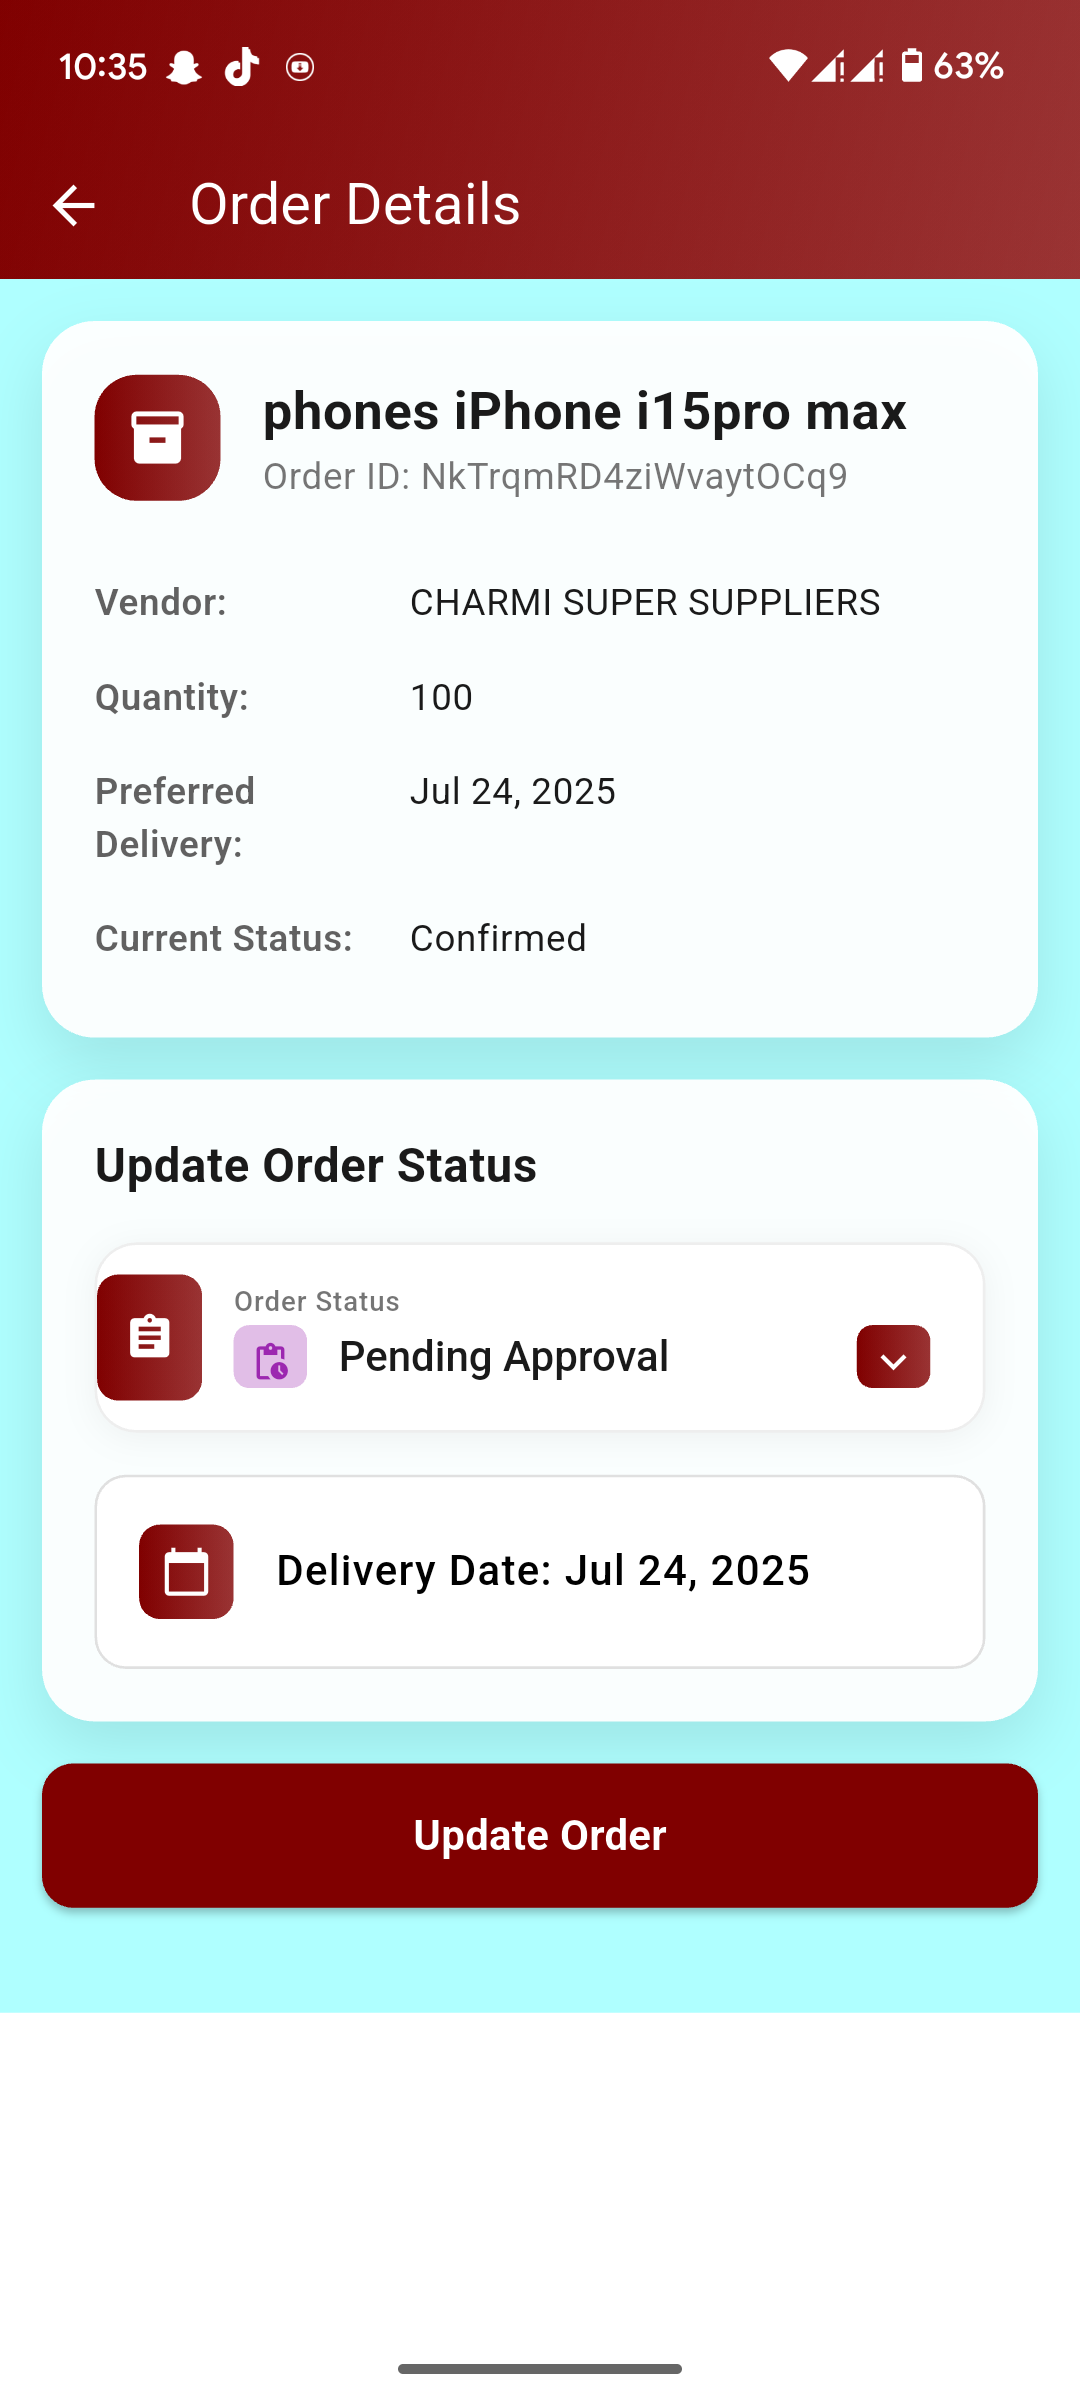 10:35
63%
Order Details
phones iPhone i15pro max
Order ID: NkTrqmRD4ziWvaytOCq9
Vendor: CHARMI SUPER SUPPLIERS
Quantity: 100
Preferred Jul 24, 2025
Delivery:
Current Status: Confirmed
Update Order Status
Order Status
Pending Approval
Delivery Date: Jul 24, 2025
Update Order